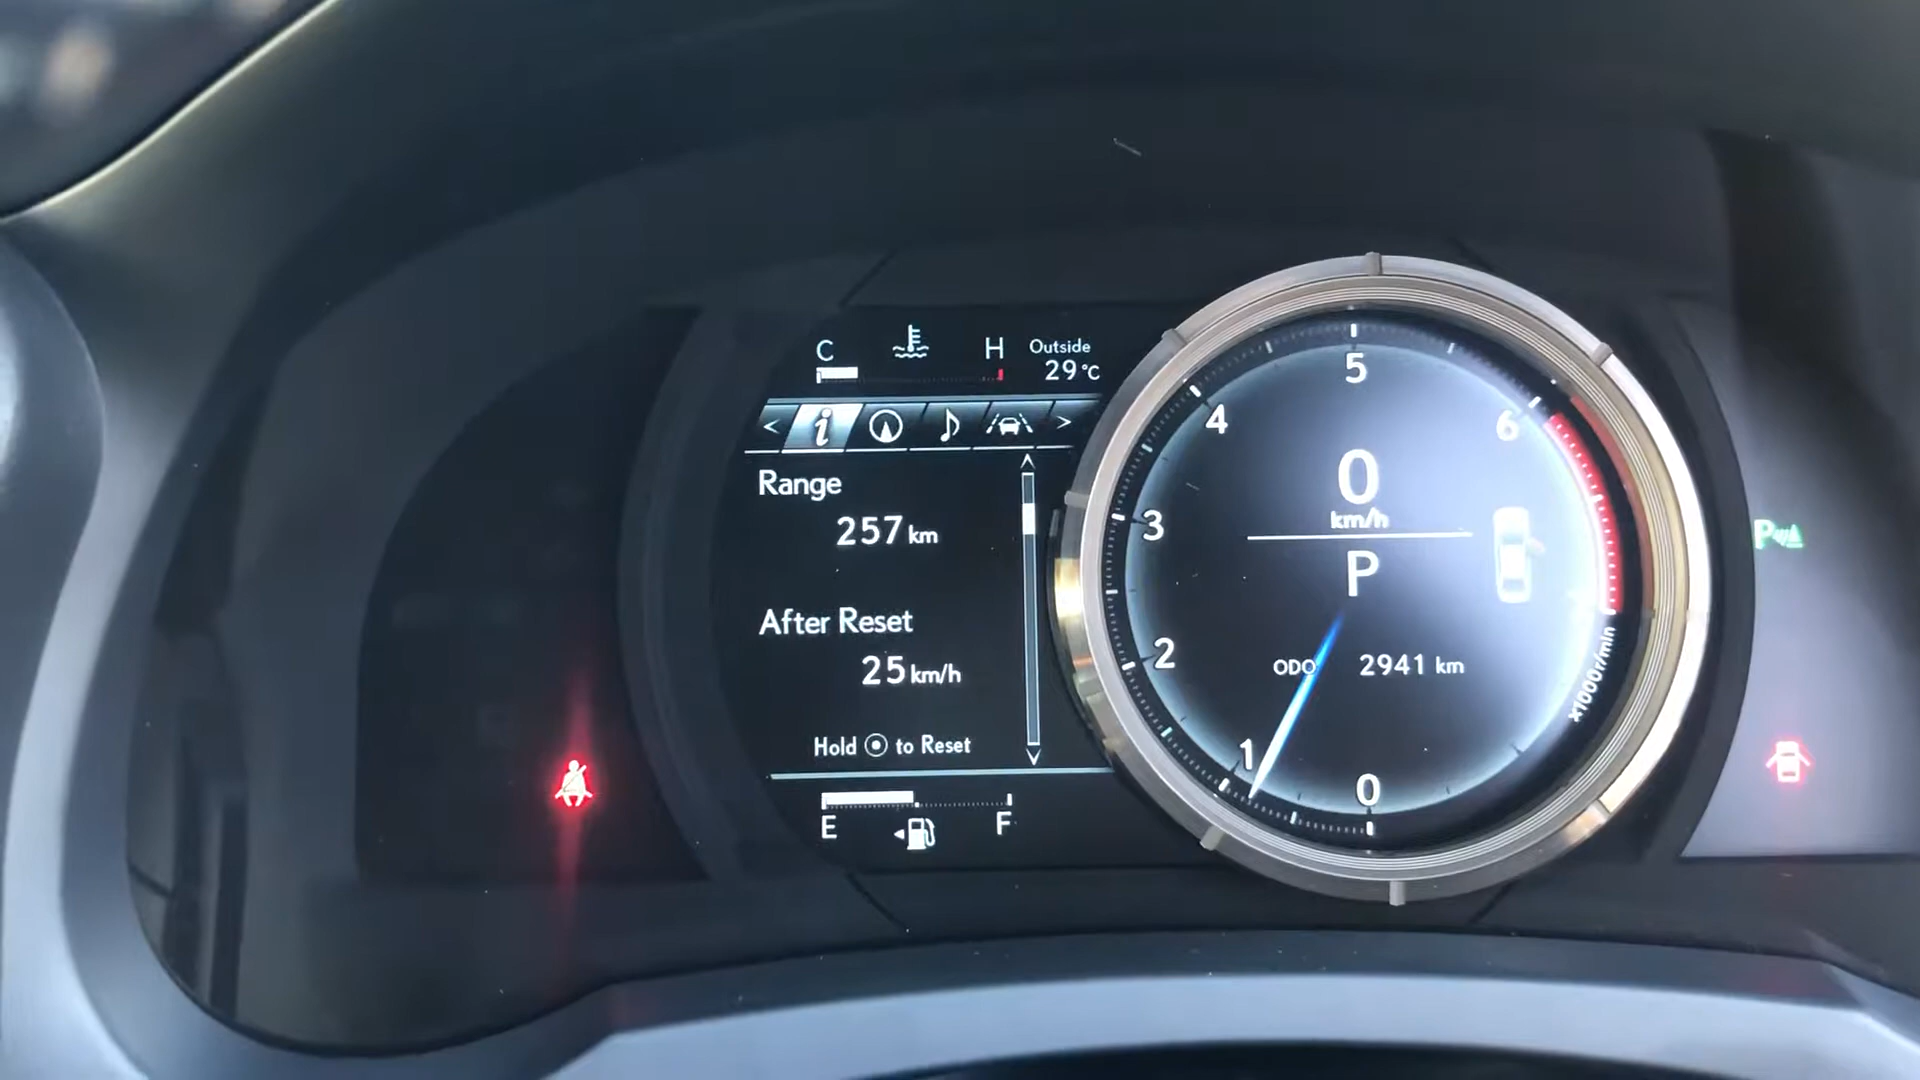 C H Outside
29°C
< i >
Range
257 km
After Reset
25 km/h
Hold ⊙ to Reset
E F
5
4 6
3
2
1
0
x1000r/min
0
km/h
P
ODO 2941 km
P